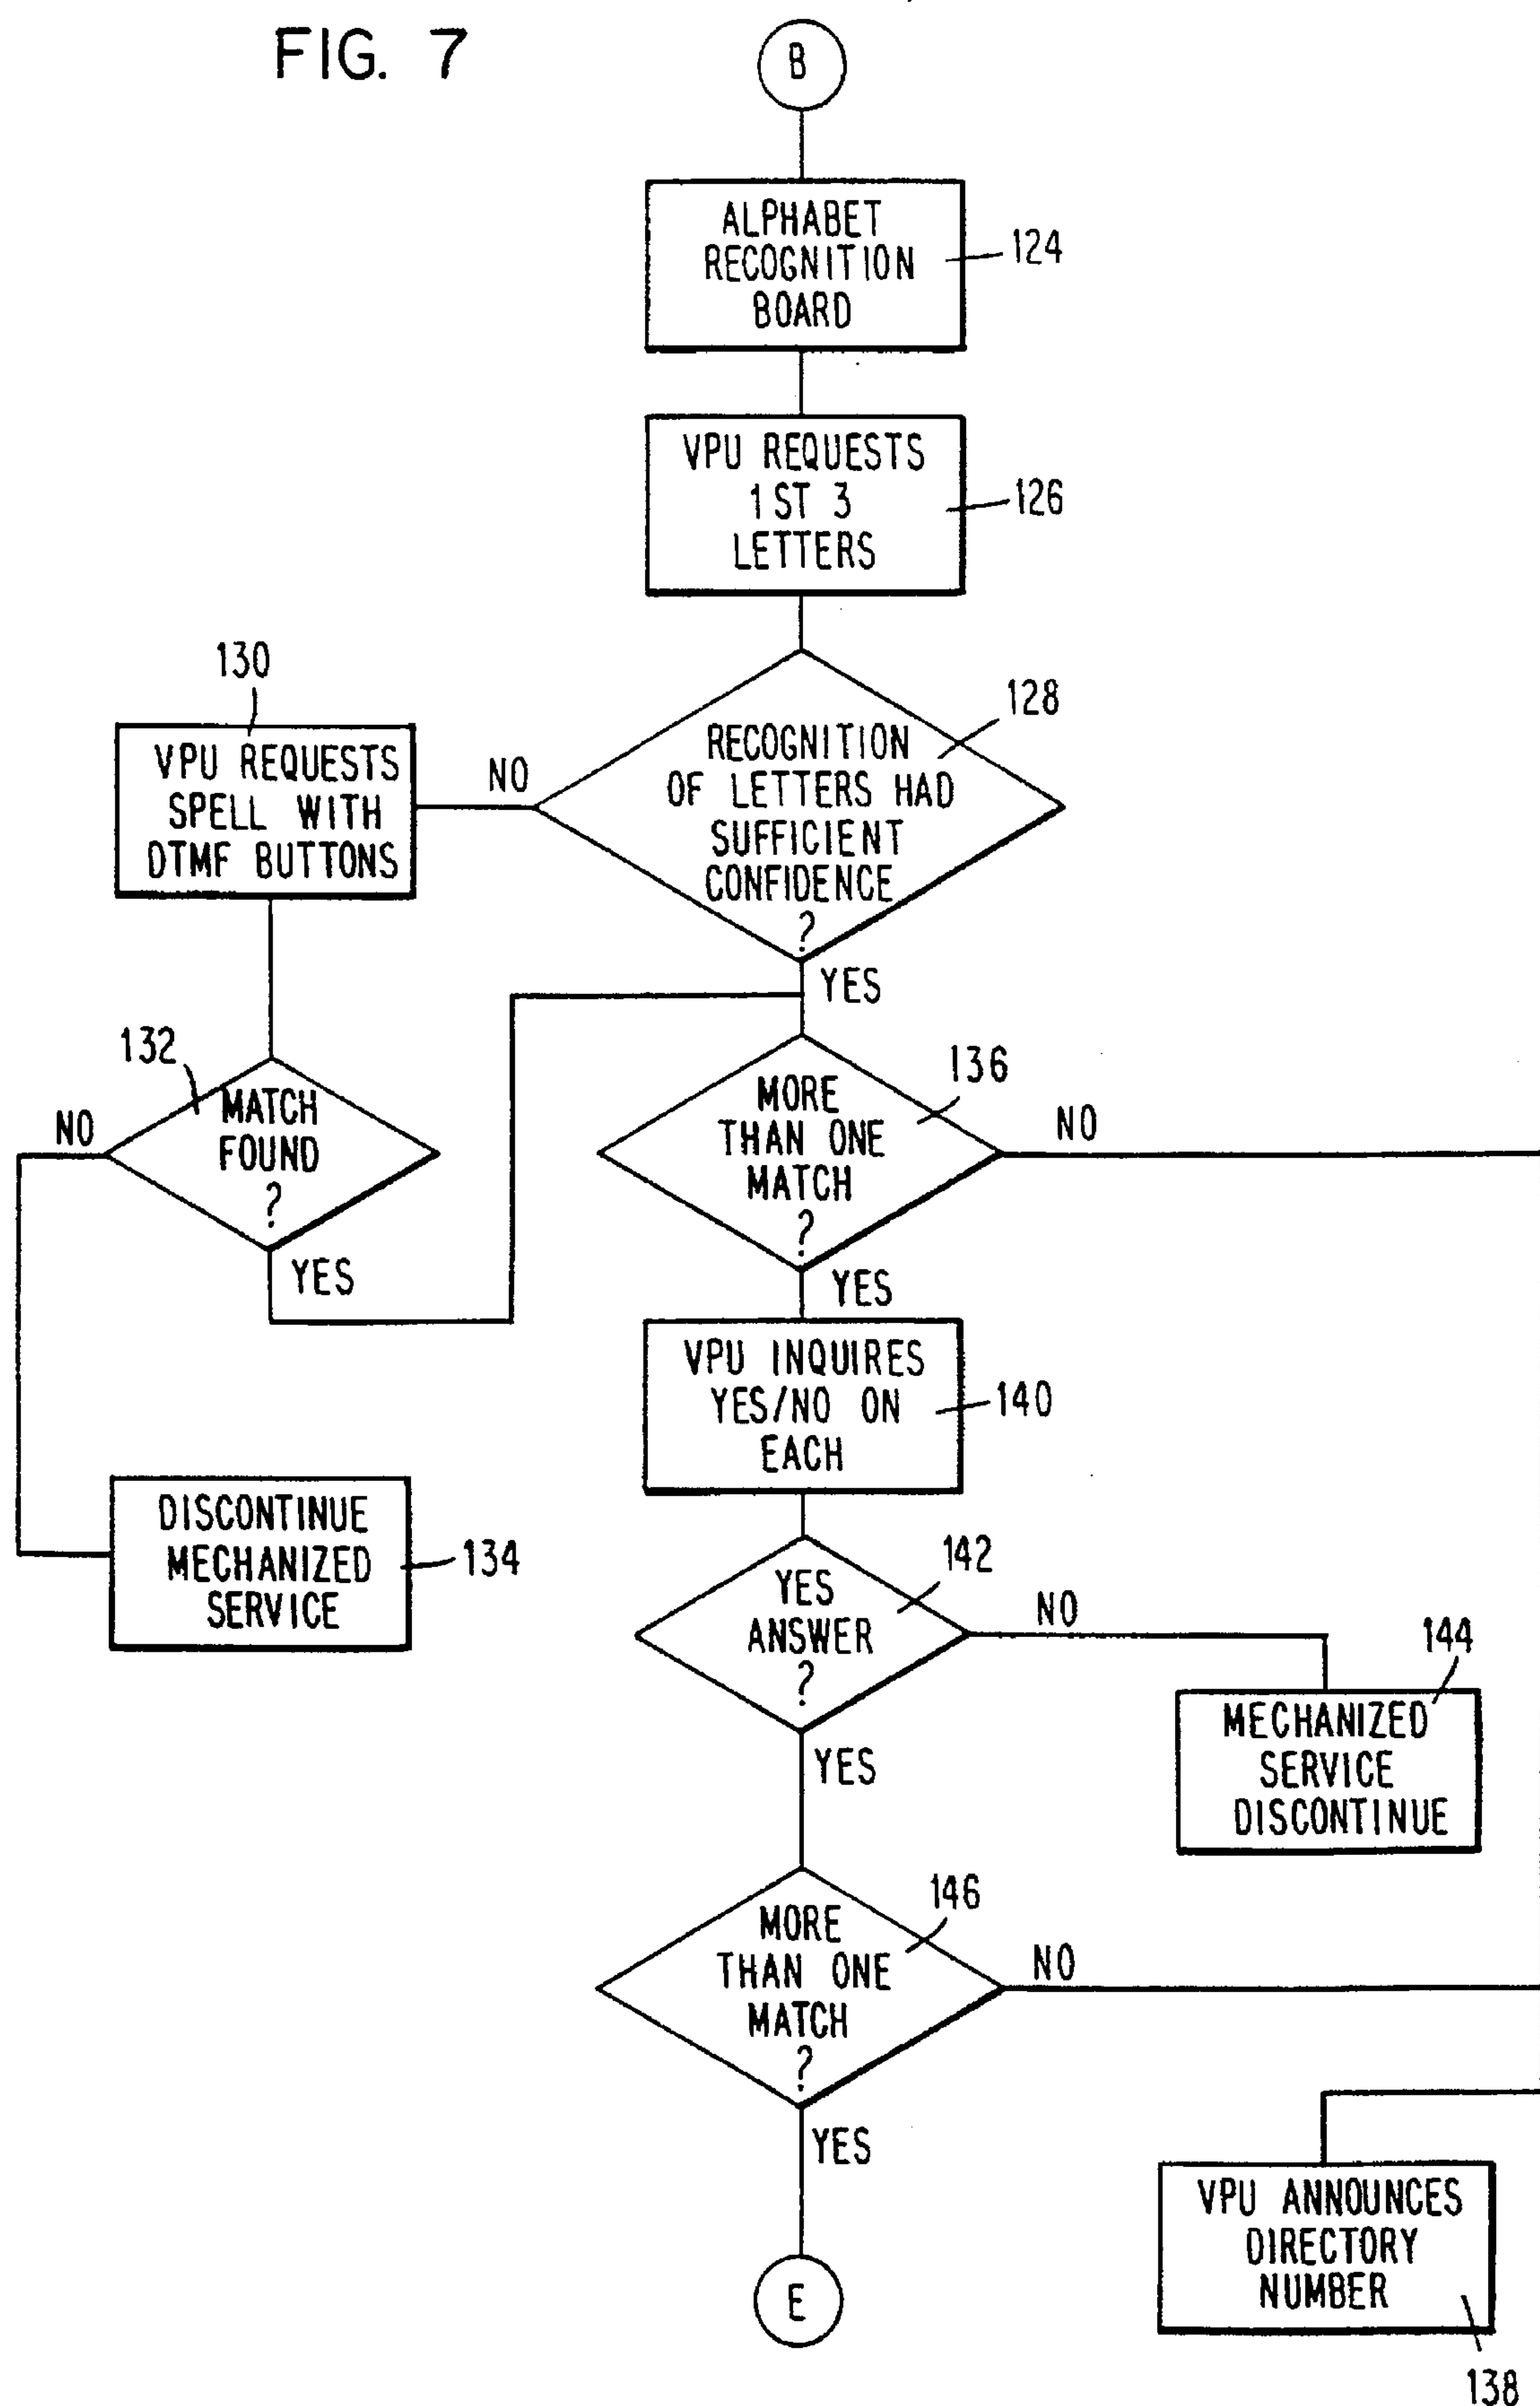 FIG. 7
B
ALPHABET
RECOGNITION
BOARD
124
VPU REQUESTS
1ST 3
LETTERS
126
130
VPU REQUESTS
SPELL WITH
DTMF BUTTONS
NO
128
RECOGNITION
OF LETTERS HAD
SUFFICIENT
CONFIDENCE
?
YES
132
MATCH
FOUND
?
NO
YES
136
MORE
THAN ONE
MATCH
?
NO
YES
VPU INQUIRES
YES/NO ON
EACH
140
DISCONTINUE
MECHANIZED
SERVICE
134
142
YES
ANSWER
?
NO
YES
144
MECHANIZED
SERVICE
DISCONTINUE
146
MORE
THAN ONE
MATCH
?
NO
YES
E
VPU ANNOUNCES
DIRECTORY
NUMBER
138